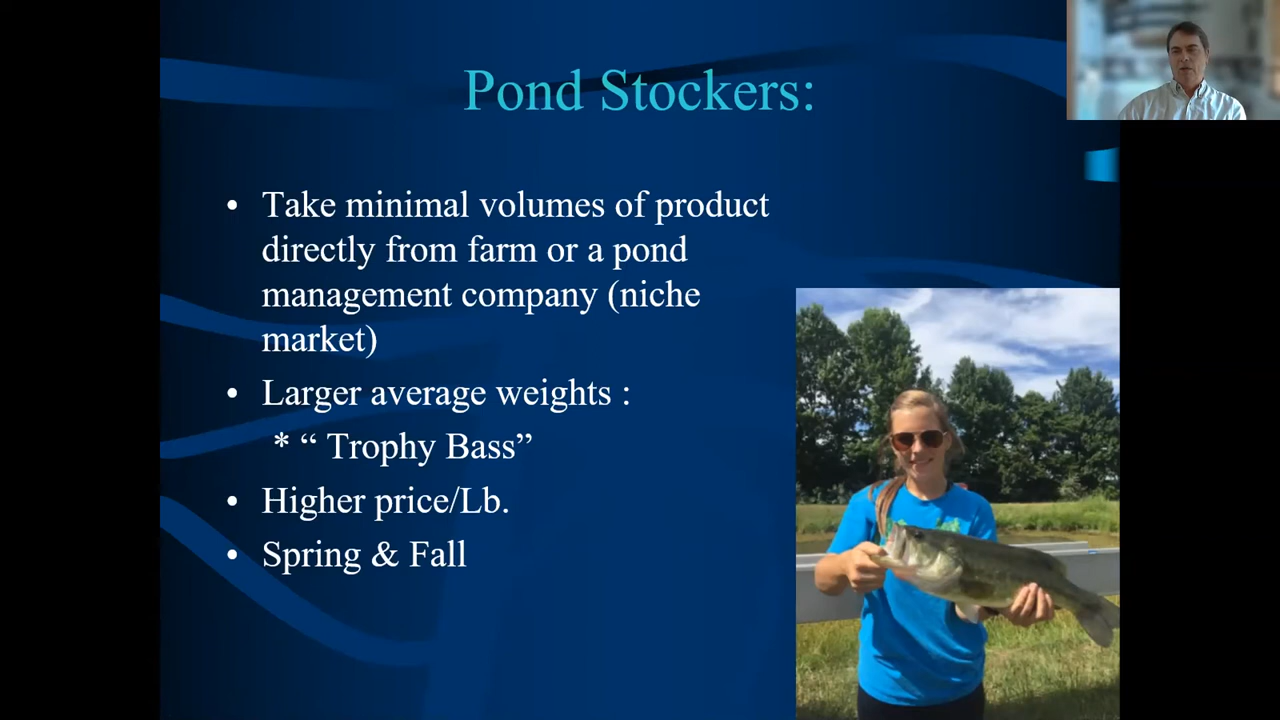 Pond Stockers:
• Take minimal volumes of product
directly from farm or a pond
management company (niche
market)
• Larger average weights :
* “ Trophy Bass”
• Higher price/Lb.
• Spring & Fall